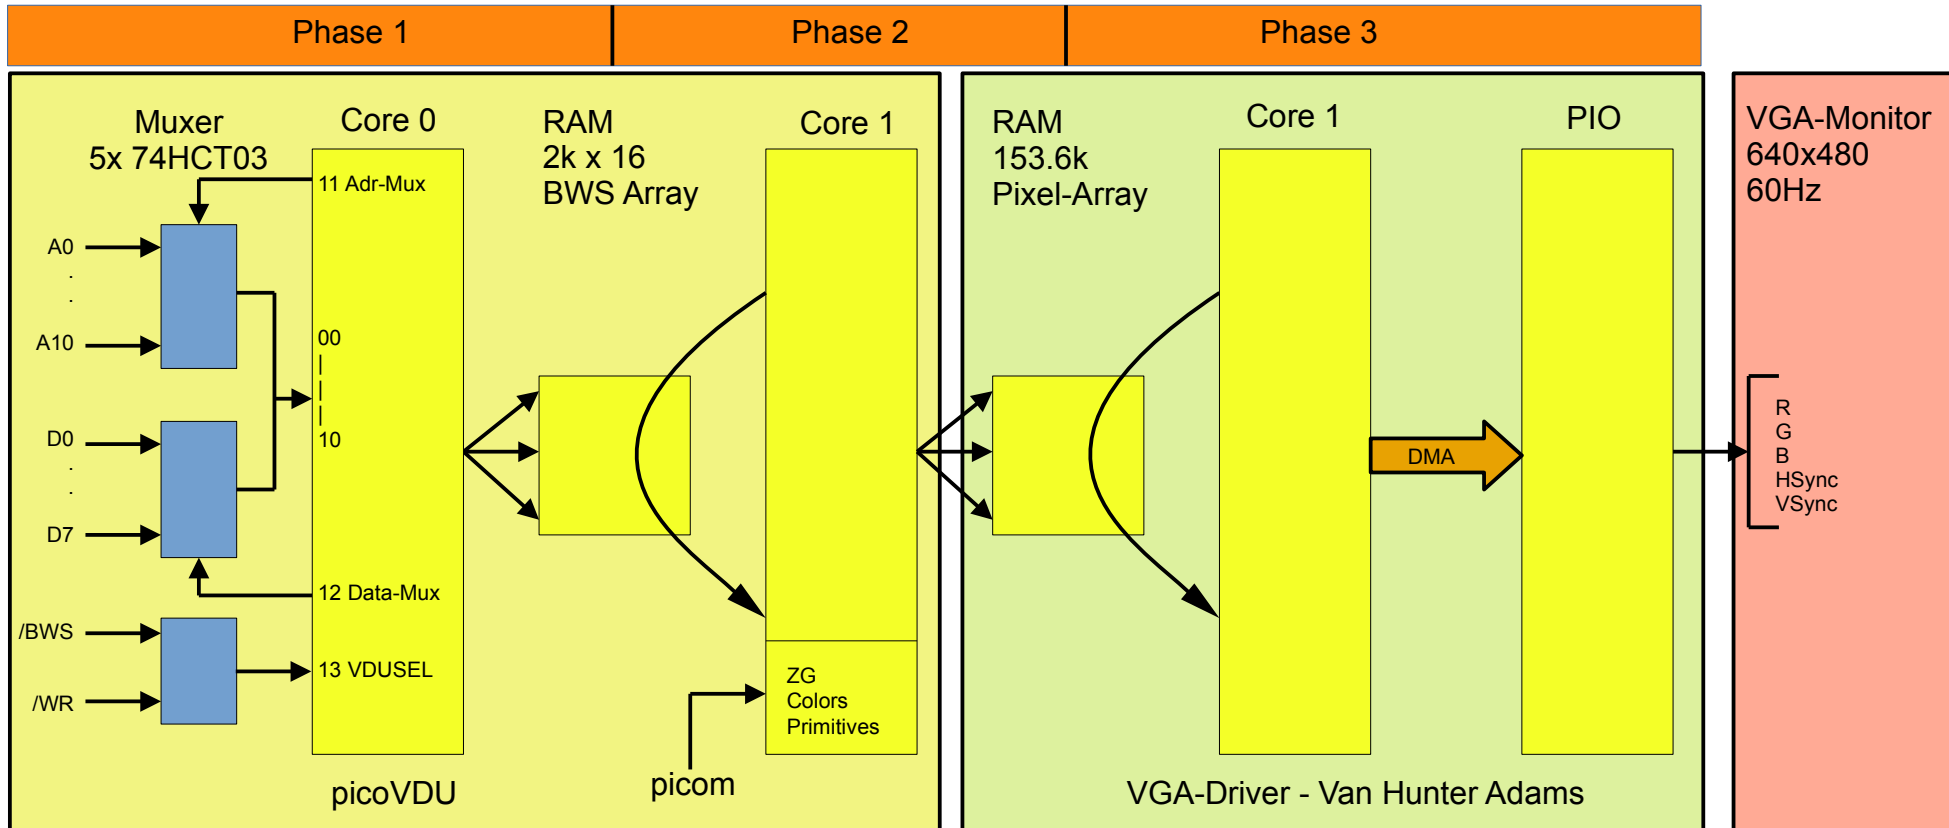 Phase 1
Phase 2
Phase 3
Muxer
5x 74HCT03
Core 0
RAM
2k x 16
BWS Array
Core 1
RAM
153.6k
Pixel-Array
Core 1
PIO
VGA-Monitor
640x480
60Hz
11 Adr-Mux
A0
.
.
A10
00
|
|
|
10
D0
.
.
D7
12 Data-Mux
/BWS
/WR
13 VDUSEL
ZG
Colors
Primitives
DMA
R
G
B
HSync
VSync
picoVDU
picom
VGA-Driver - Van Hunter Adams